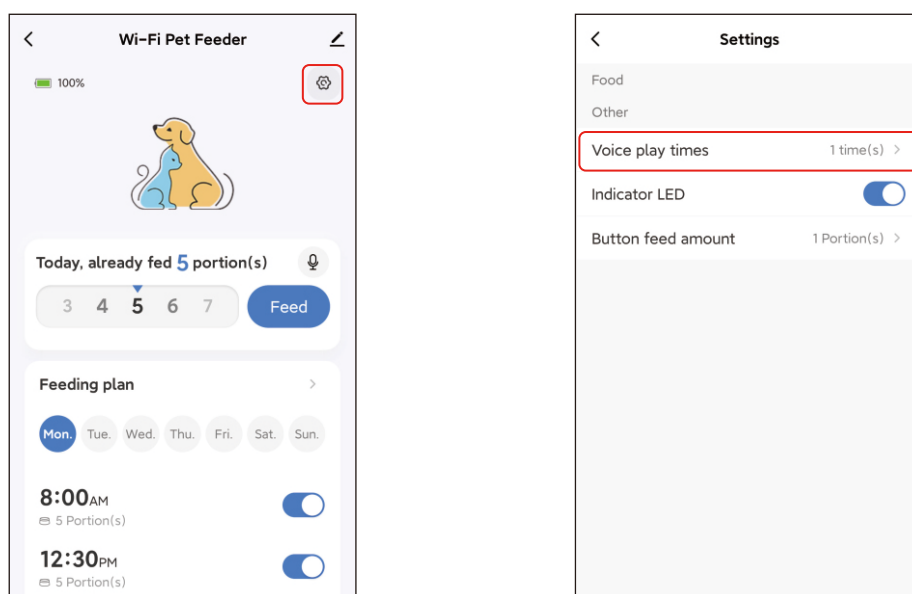 Wi-Fi Pet Feeder
100%
Today, already fed 5 portion(s)
3 4 5 6 7 Feed
Feeding plan
Mon. Tue. Wed. Thu. Fri. Sat. Sun.
8:00AM
5 Portion(s)
12:30PM
5 Portion(s)
Settings
Food
Other
Voice play times 1 time(s)
Indicator LED
Button feed amount 1 Portion(s)